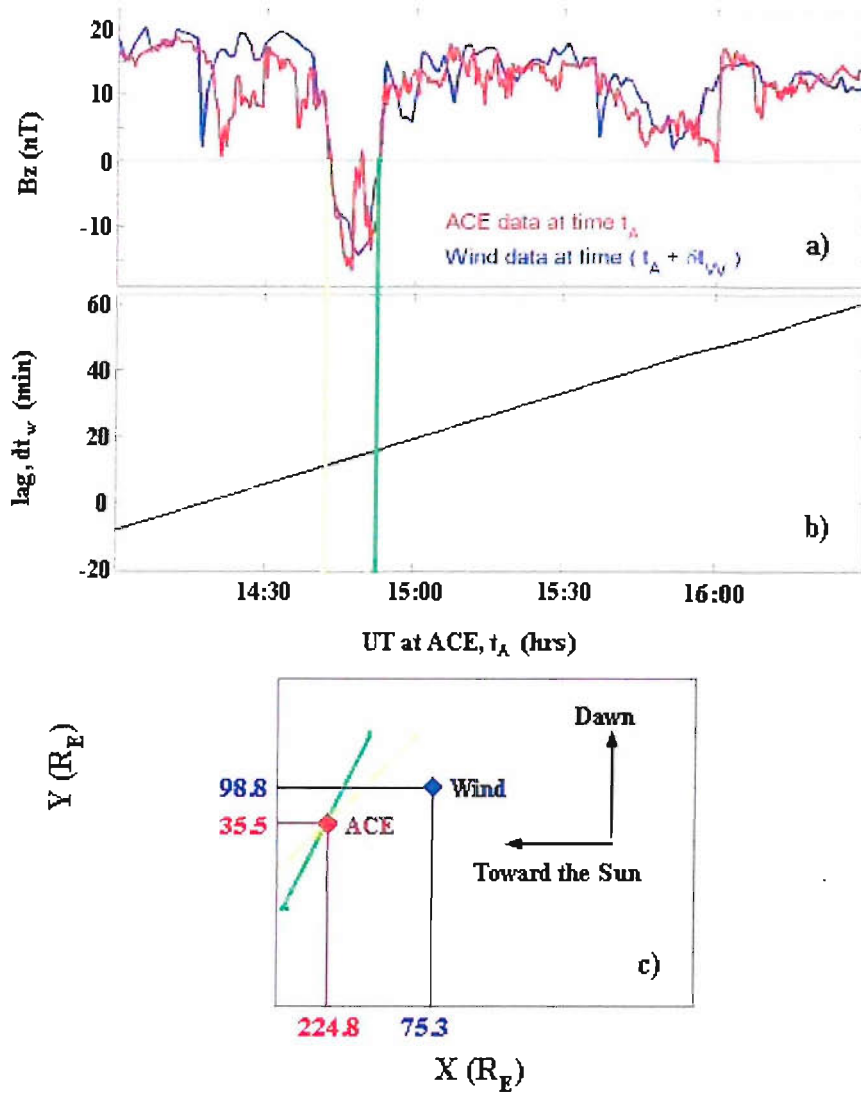 20
10
0
-10
Bz (nT)
ACE data at time t_A
Wind data at time ( t_A + δt_W )
a)
60
40
20
0
-20
lag, dt_w (min)
b)
14:30 15:00 15:30 16:00
UT at ACE, t_A (hrs)
Y (R_E)
Dawn
98.8
Wind
35.5
ACE
Toward the Sun
c)
224.8
75.3
X (R_E)